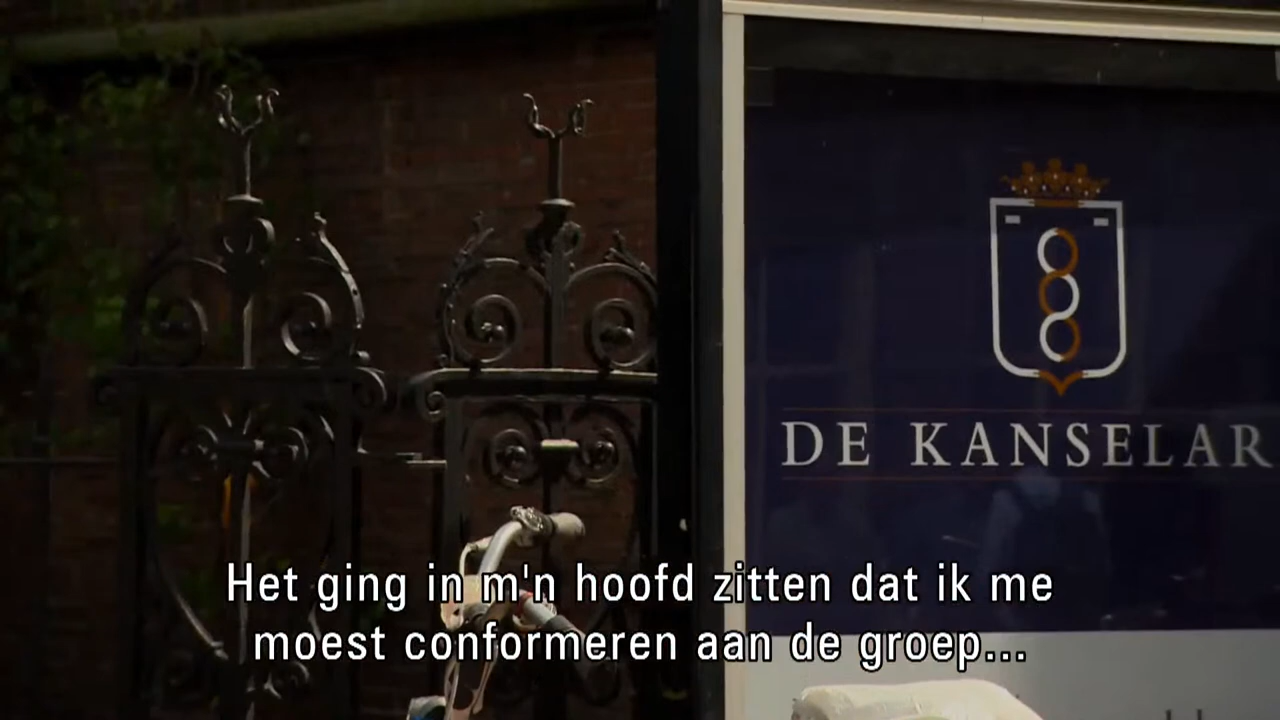 DE KANSELAR
Het ging in m'n hoofd zitten dat ik me
moest conformeren aan de groep...